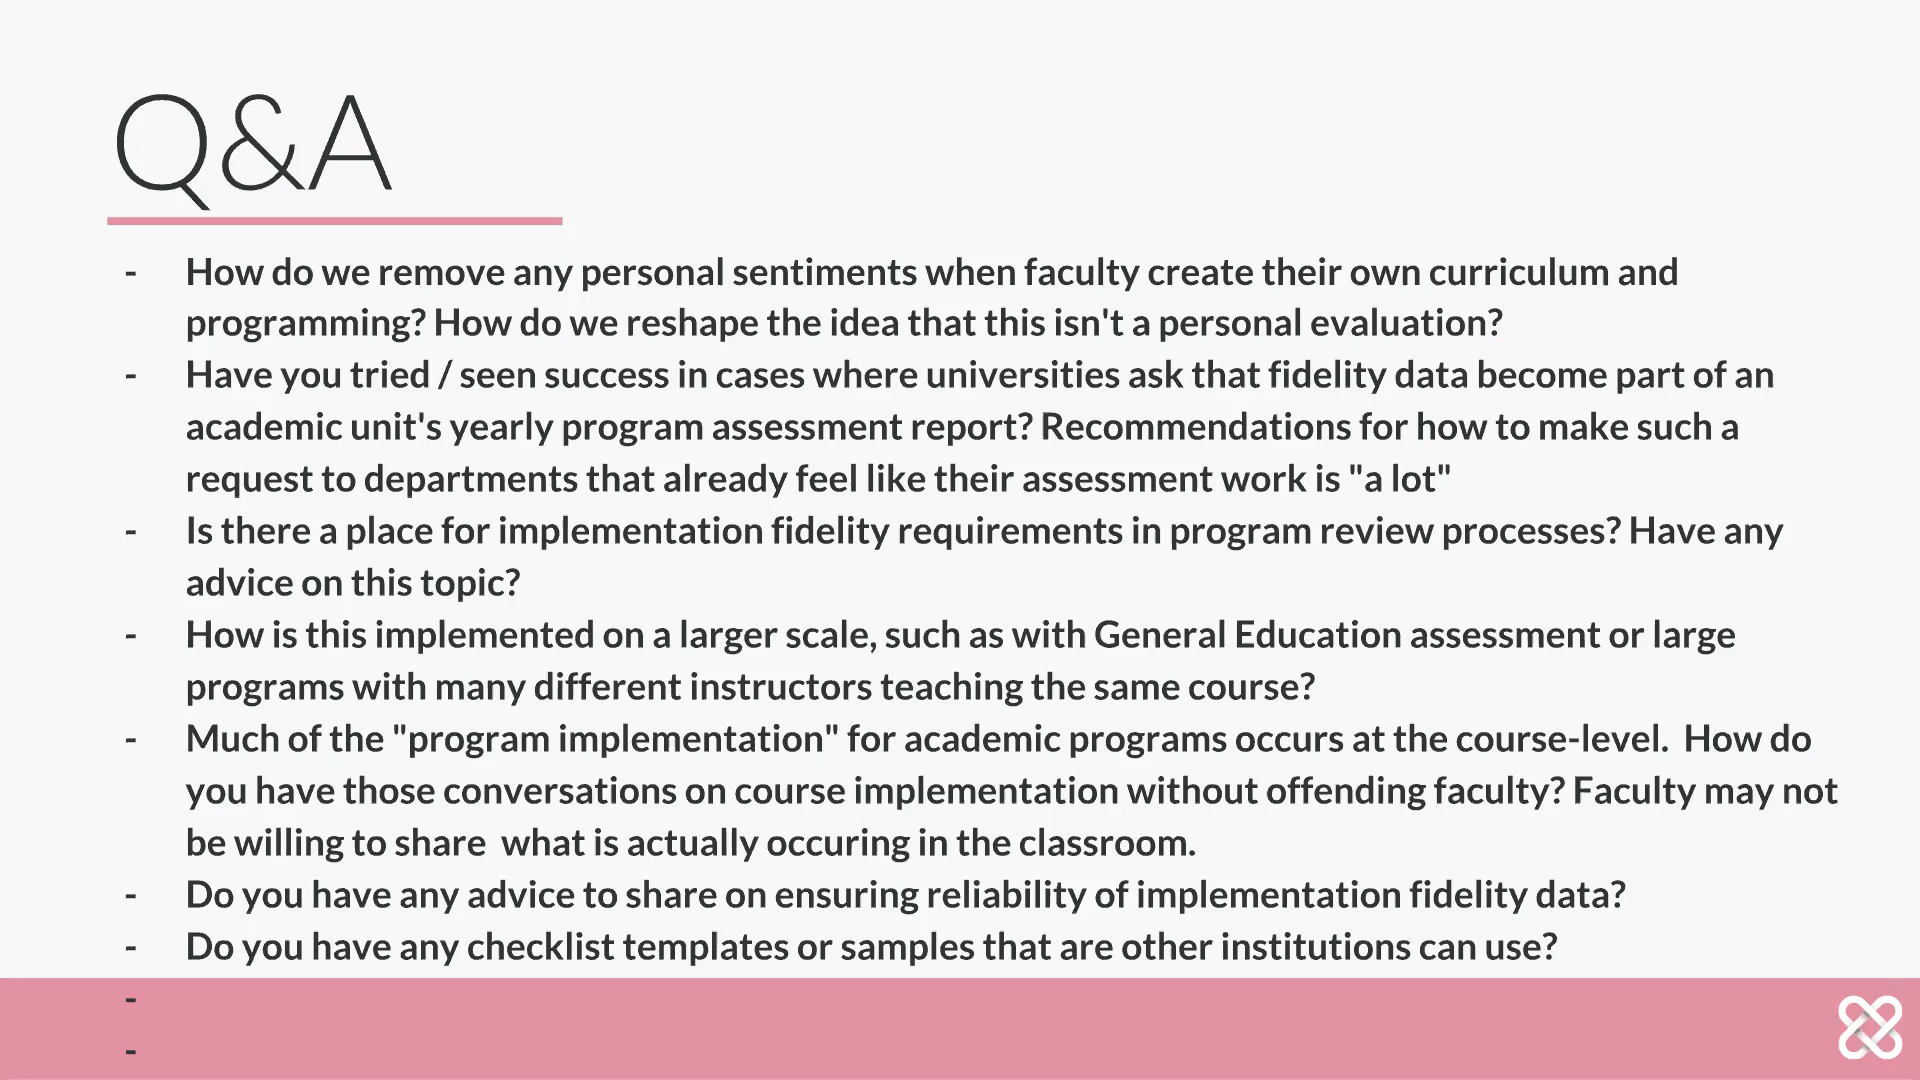 Q&A
- How do we remove any personal sentiments when faculty create their own curriculum and
programming? How do we reshape the idea that this isn't a personal evaluation?
- Have you tried / seen success in cases where universities ask that fidelity data become part of an
academic unit's yearly program assessment report? Recommendations for how to make such a
request to departments that already feel like their assessment work is "a lot"
- Is there a place for implementation fidelity requirements in program review processes? Have any
advice on this topic?
- How is this implemented on a larger scale, such as with General Education assessment or large
programs with many different instructors teaching the same course?
- Much of the "program implementation" for academic programs occurs at the course-level.  How do
you have those conversations on course implementation without offending faculty? Faculty may not
be willing to share  what is actually occuring in the classroom.
- Do you have any advice to share on ensuring reliability of implementation fidelity data?
- Do you have any checklist templates or samples that are other institutions can use?
-
-